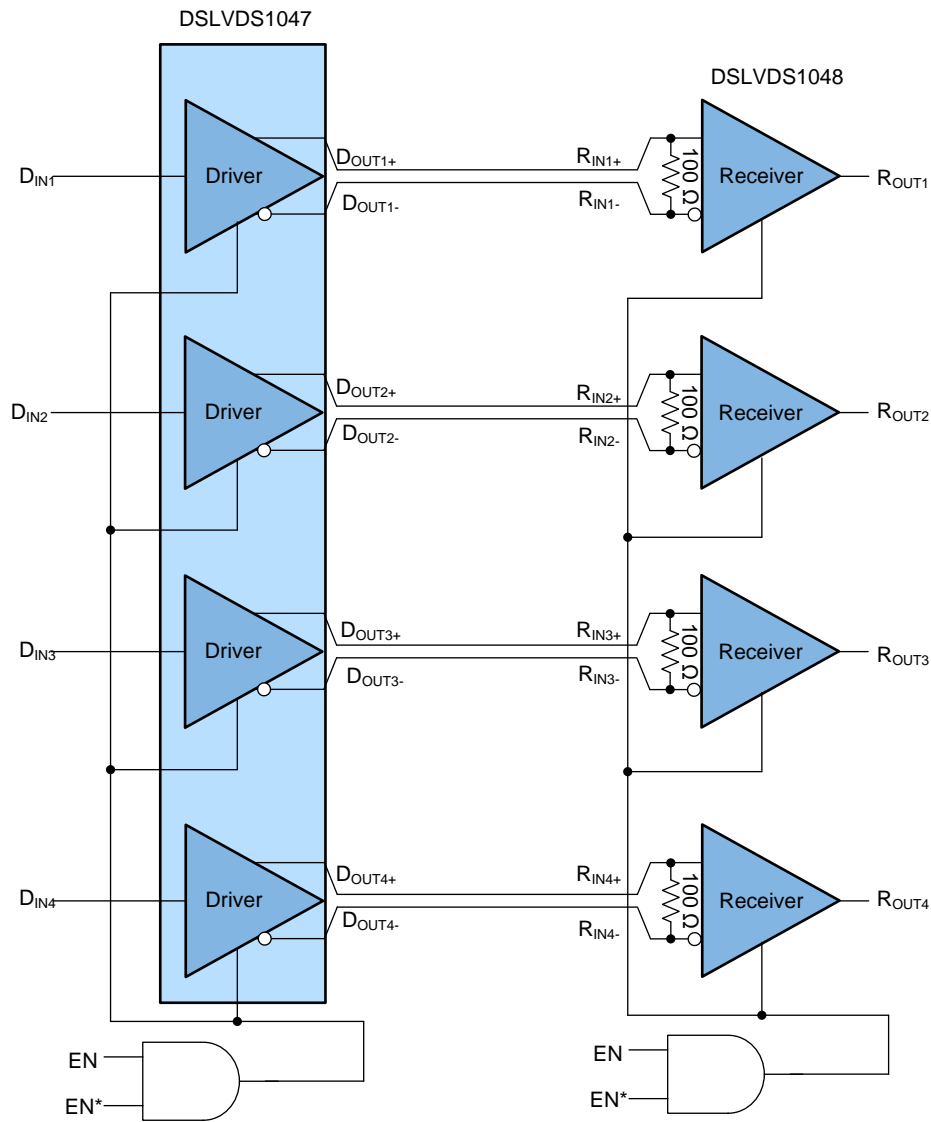 DSLVDS1047
DSLVDS1048
DIN1
Driver
DOUT1+
DOUT1-
RIN1+
RIN1-
100 Ω
Receiver
ROUT1
DIN2
Driver
DOUT2+
DOUT2-
RIN2+
RIN2-
100 Ω
Receiver
ROUT2
DIN3
Driver
DOUT3+
DOUT3-
RIN3+
RIN3-
100 Ω
Receiver
ROUT3
DIN4
Driver
DOUT4+
DOUT4-
RIN4+
RIN4-
100 Ω
Receiver
ROUT4
EN
EN*
EN
EN*